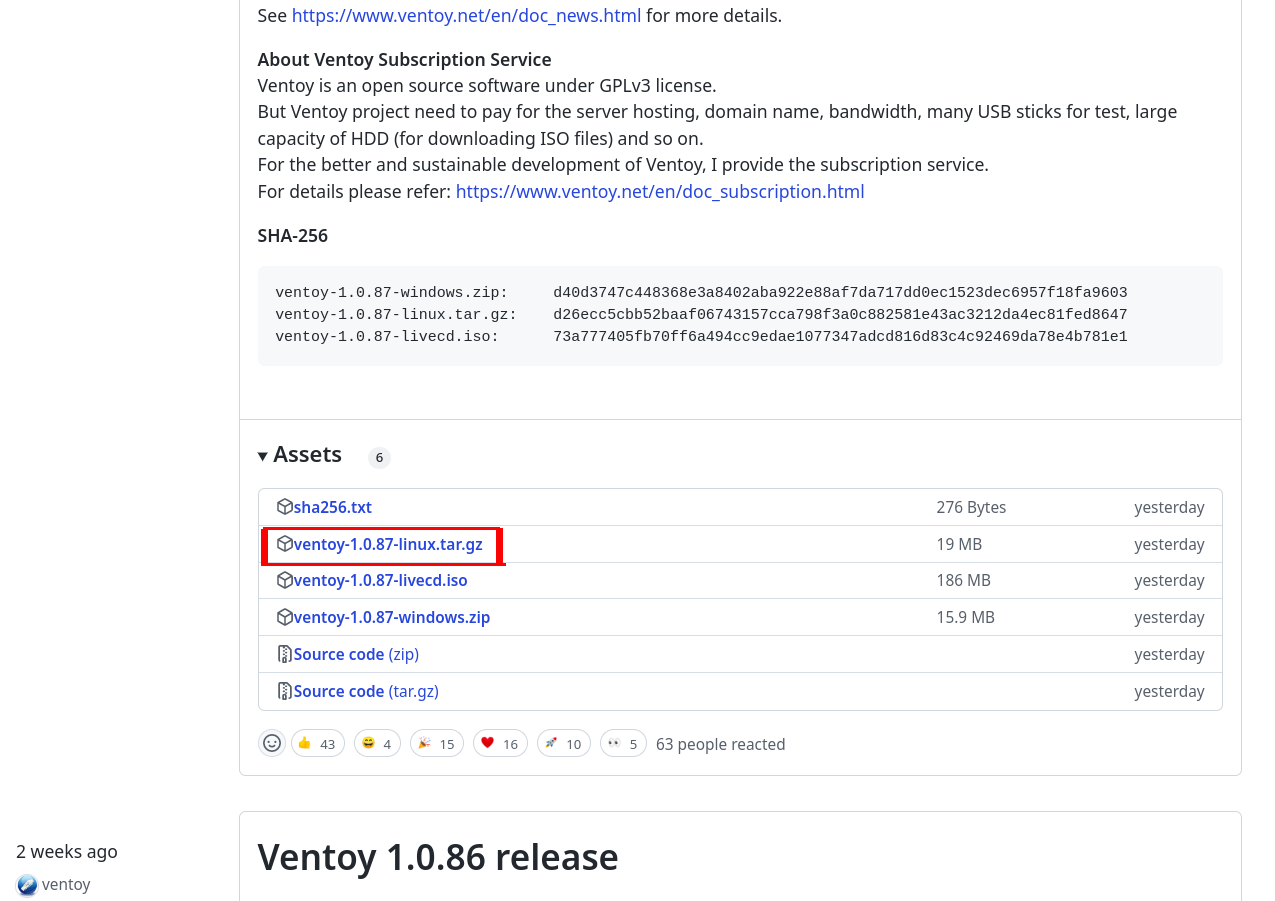 See https://www.ventoy.net/en/doc_news.html for more details.
About Ventoy Subscription Service
Ventoy is an open source software under GPLv3 license.
But Ventoy project need to pay for the server hosting, domain name, bandwidth, many USB sticks for test, large
capacity of HDD (for downloading ISO files) and so on.
For the better and sustainable development of Ventoy, I provide the subscription service.
For details please refer: https://www.ventoy.net/en/doc_subscription.html
SHA-256
ventoy-1.0.87-windows.zip: d40d3747c448368e3a8402aba922e88af7da717dd0ec1523dec6957f18fa9603
ventoy-1.0.87-linux.tar.gz: d26ecc5cbb52baaf06743157cca798f3a0c882581e43ac3212da4ec81fed8647
ventoy-1.0.87-livecd.iso: 73a777405fb70ff6a494cc9edae1077347adcd816d83c4c92469da78e4b781e1
Assets 6
sha256.txt 276 Bytes yesterday
ventoy-1.0.87-linux.tar.gz 19 MB yesterday
ventoy-1.0.87-livecd.iso 186 MB yesterday
ventoy-1.0.87-windows.zip 15.9 MB yesterday
Source code (zip) yesterday
Source code (tar.gz) yesterday
43 4 15 16 10 5 63 people reacted
2 weeks ago
ventoy
Ventoy 1.0.86 release